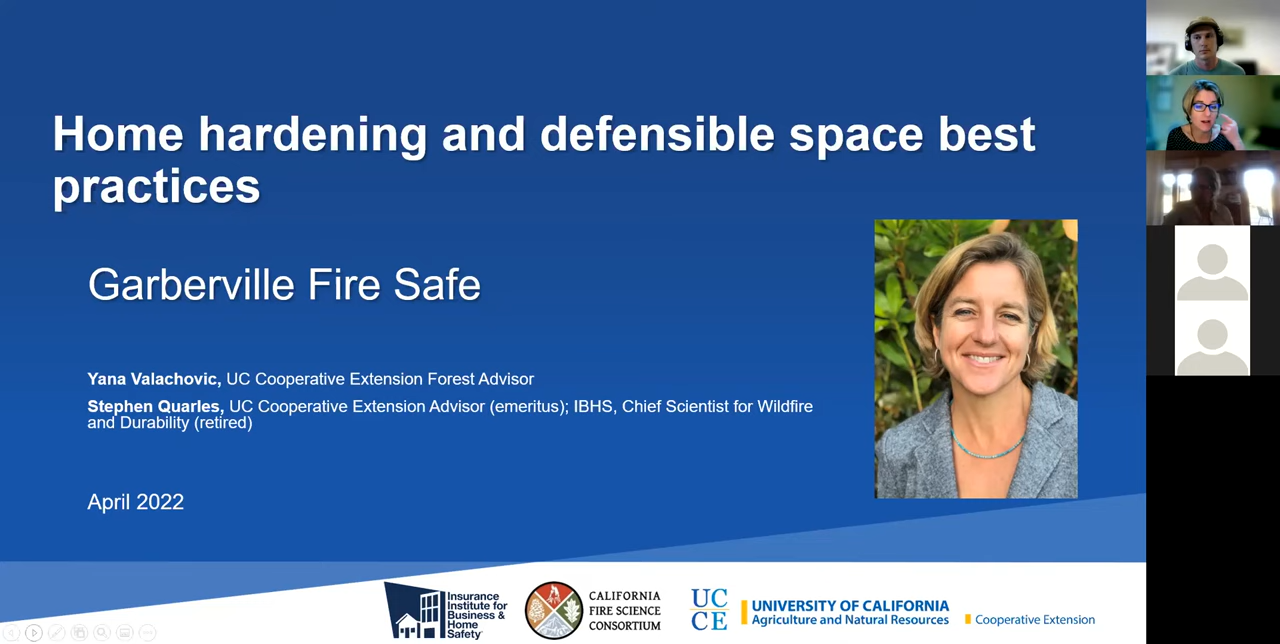 Home hardening and defensible space best
practices
Garberville Fire Safe
Yana Valachovic, UC Cooperative Extension Forest Advisor
Stephen Quarles, UC Cooperative Extension Advisor (emeritus); IBHS, Chief Scientist for Wildfire
and Durability (retired)
April 2022
Insurance
Institute for
Business &
Home
Safety
CALIFORNIA
FIRE SCIENCE
CONSORTIUM
UC
CE
UNIVERSITY OF CALIFORNIA
Agriculture and Natural Resources
Cooperative Extension